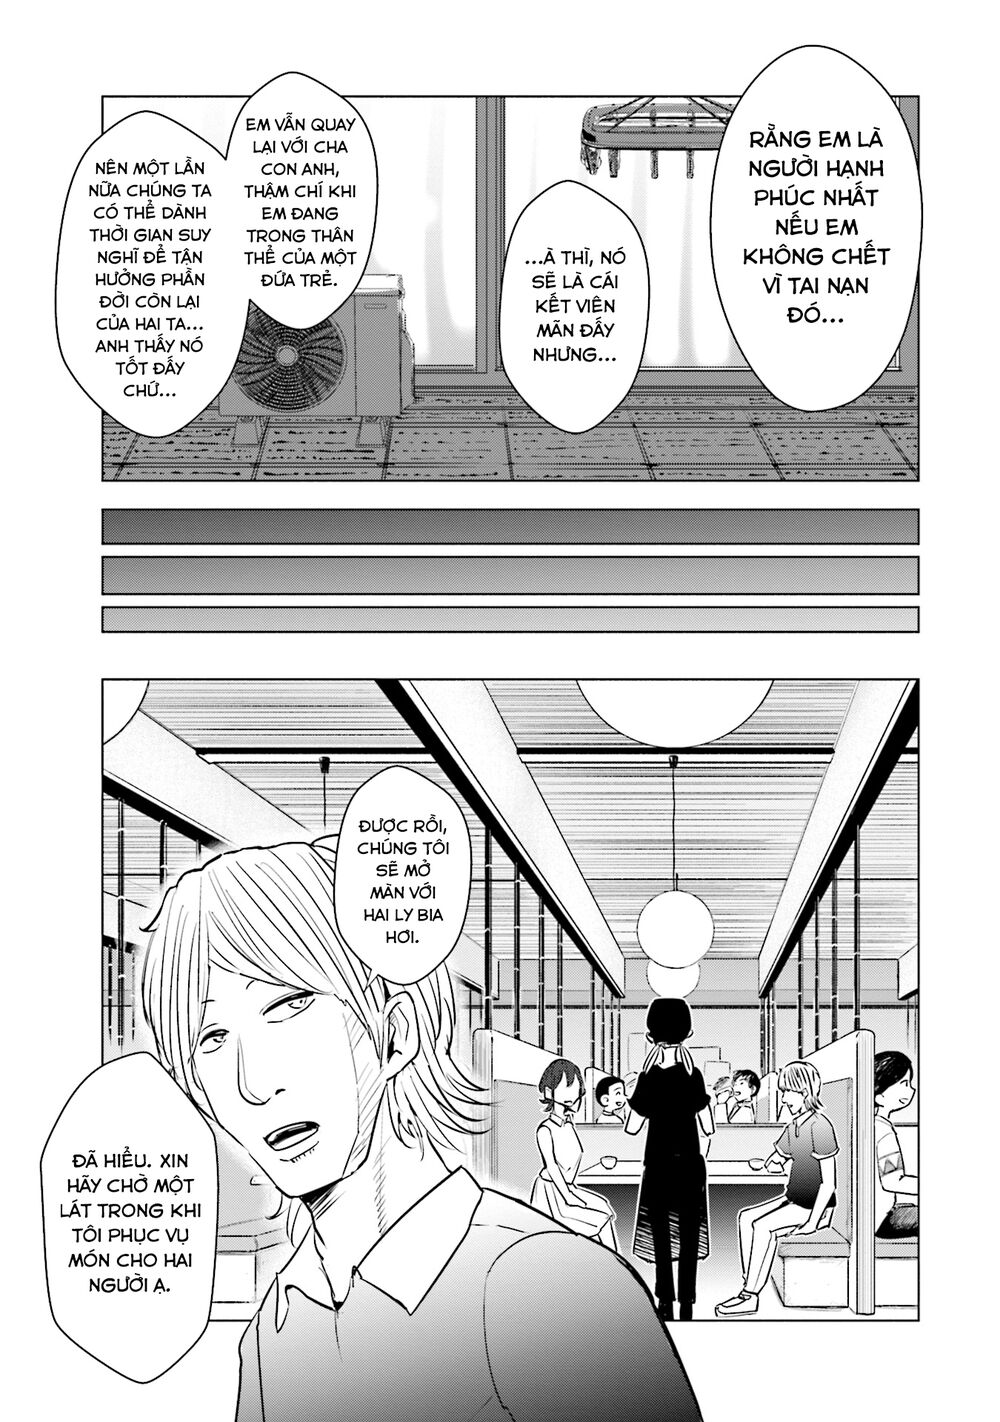 RẰNG EM LÀ
NGƯỜI HẠNH
PHÚC NHẤT
NẾU EM
KHÔNG CHẾT
VÌ TAI NẠN
ĐÓ...
...À THÌ, NÓ
SẼ LÀ CÁI
KẾT VIÊN
MÃN ĐẤY
NHƯNG...
EM VẪN QUAY
LẠI VỚI CHA
CON ANH,
THẬM CHÍ KHI
EM ĐANG
TRONG THÂN
THỂ CỦA MỘT
ĐỨA TRẺ.
NÊN MỘT LẦN
NỮA CHÚNG TA
CÓ THỂ DÀNH
THỜI GIAN SUY
NGHĨ ĐỂ TẬN
HƯỞNG PHẦN
ĐỜI CÒN LẠI
CỦA HAI TA...
ANH THẤY NÓ
TỐT ĐẤY
CHỨ...
ĐƯỢC RỒI,
CHÚNG TÔI
SẼ MỞ
MÀN VỚI
HAI LY BIA
HƠI.
ĐÃ HIỂU. XIN
HÃY CHỜ MỘT
LÁT TRONG KHI
TÔI PHỤC VỤ
MÓN CHO HAI
NGƯỜI Ạ.